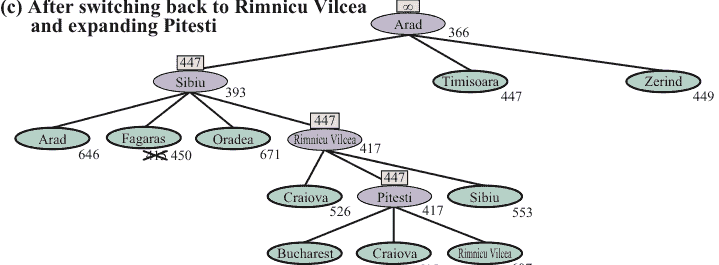 (c) After switching back to Rimnicu Vilcea
and expanding Pitesti
∞
Arad
366
447
Sibiu
393
Timisoara
447
Zerind
449
Arad
646
Fagaras
450
Oradea
671
447
Rimnicu Vilcea
417
Craiova
526
447
Pitesti
417
Sibiu
553
Bucharest
Craiova
Rimnicu Vilcea